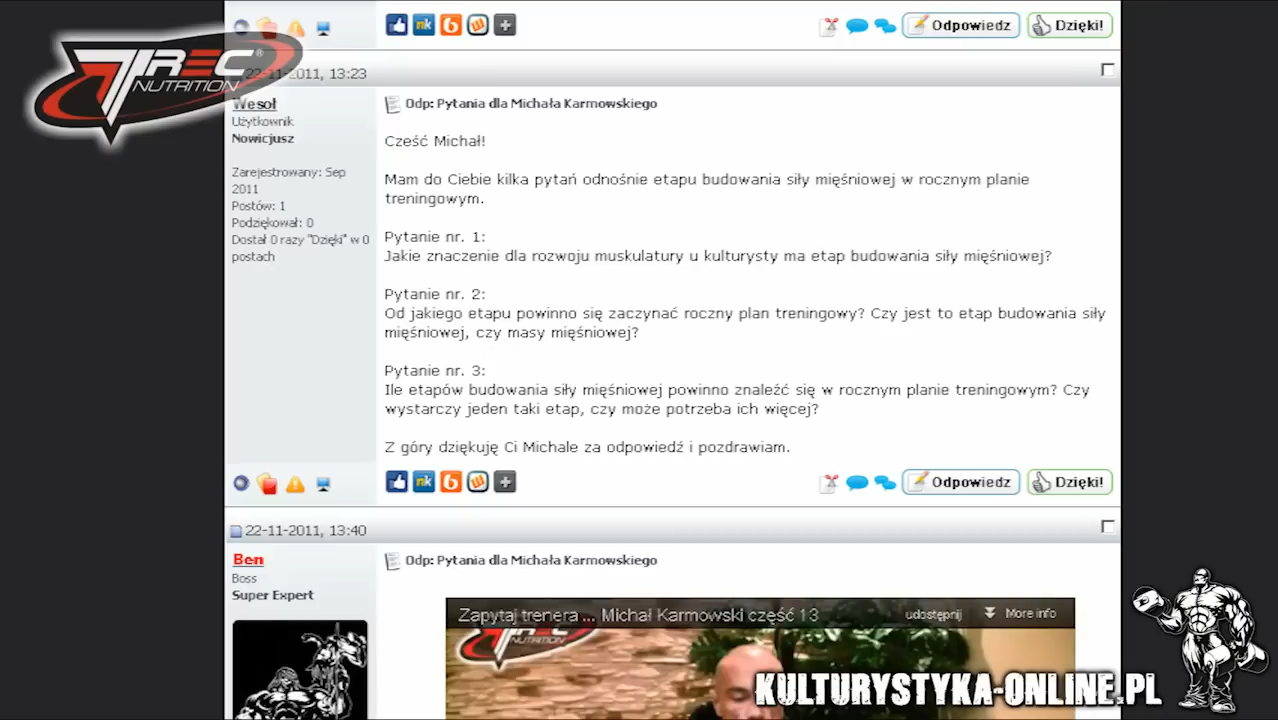 Odpowiedz
Dzięki!
TREC®
NUTRITION
22-11-2011, 13:23
Wesoł
Użytkownik
Nowicjusz
Zarejestrowany: Sep
2011
Postów: 1
Podziękował: 0
Dostał 0 razy "Dzięki" w 0
postach
Odp: Pytania dla Michała Karmowskiego
Cześć Michał!
Mam do Ciebie kilka pytań odnośnie etapu budowania siły mięśniowej w rocznym planie
treningowym.
Pytanie nr. 1:
Jakie znaczenie dla rozwoju muskulatury u kulturysty ma etap budowania siły mięśniowej?
Pytanie nr. 2:
Od jakiego etapu powinno się zaczynać roczny plan treningowy? Czy jest to etap budowania siły
mięśniowej, czy masy mięśniowej?
Pytanie nr. 3:
Ile etapów budowania siły mięśniowej powinno znaleźć się w rocznym planie treningowym? Czy
wystarczy jeden taki etap, czy może potrzeba ich więcej?
Z góry dziękuję Ci Michale za odpowiedź i pozdrawiam.
nk
Odpowiedz
Dzięki!
22-11-2011, 13:40
Ben
Boss
Super Expert
Odp: Pytania dla Michała Karmowskiego
Zapytaj trenera ... Michał Karmowski część 13
udostępnij
More info
TREC
NUTRITION
KULTURYSTYKA-ONLINE.PL